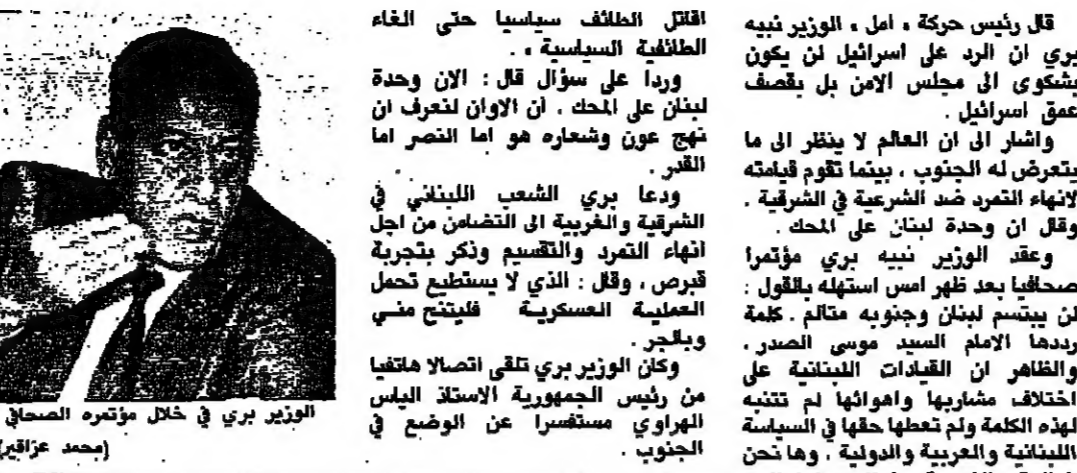 قال رئيس حركة « امل » الوزير نبيه
بري ان الرد على اسرائيل لن يكون
بشكوى الى مجلس الامن بل بقصف
عمق اسرائيل .
واشار الى ان العالم لا ينظر الى ما
يتعرض له الجنوب ، بينما تقوم قيامته
لانهاء التمرد ضد الشرعية في الشرقية .
وقال ان وحدة لبنان على المحك .
وعقد الوزير نبيه بري مؤتمرا
صحافيا بعد ظهر امس استهله بالقول :
لن يبتسم لبنان وجنوبه متالم . كلمة
رددها الامام السيد موسى الصدر ،
والظاهر ان القيادات اللبنانية على
اختلاف مشاربها واهوائها لم تتنبه
لهذه الكلمة ولم تعطها حقها في السياسة
اللبنانية والعربية والدولية ، وها نحن
اقاتل الطائف سياسيا حتى الغاء
الطائفية السياسية » .
وردا على سؤال قال : الان وحدة
لبنان على المحك ، ان الاوان لنعرف ان
نهج عون وشعاره هو اما النصر اما
القبر .
ودعا بري الشعب اللبناني في
الشرقية والغربية الى التضامن من اجل
انهاء التمرد والتقسيم وذكر بتجربة
قبرص ، وقال : الذي لا يستطيع تحمل
العملية العسكرية فليتنح مني
وبالجر .
وكان الوزير بري تلقى اتصالا هاتفيا
من رئيس الجمهورية الاستاذ الياس
الهراوي مستفسرا عن الوضع في
الجنوب .
الوزير بري في خلال مؤتمره الصحافي
(محمد عزاقير)